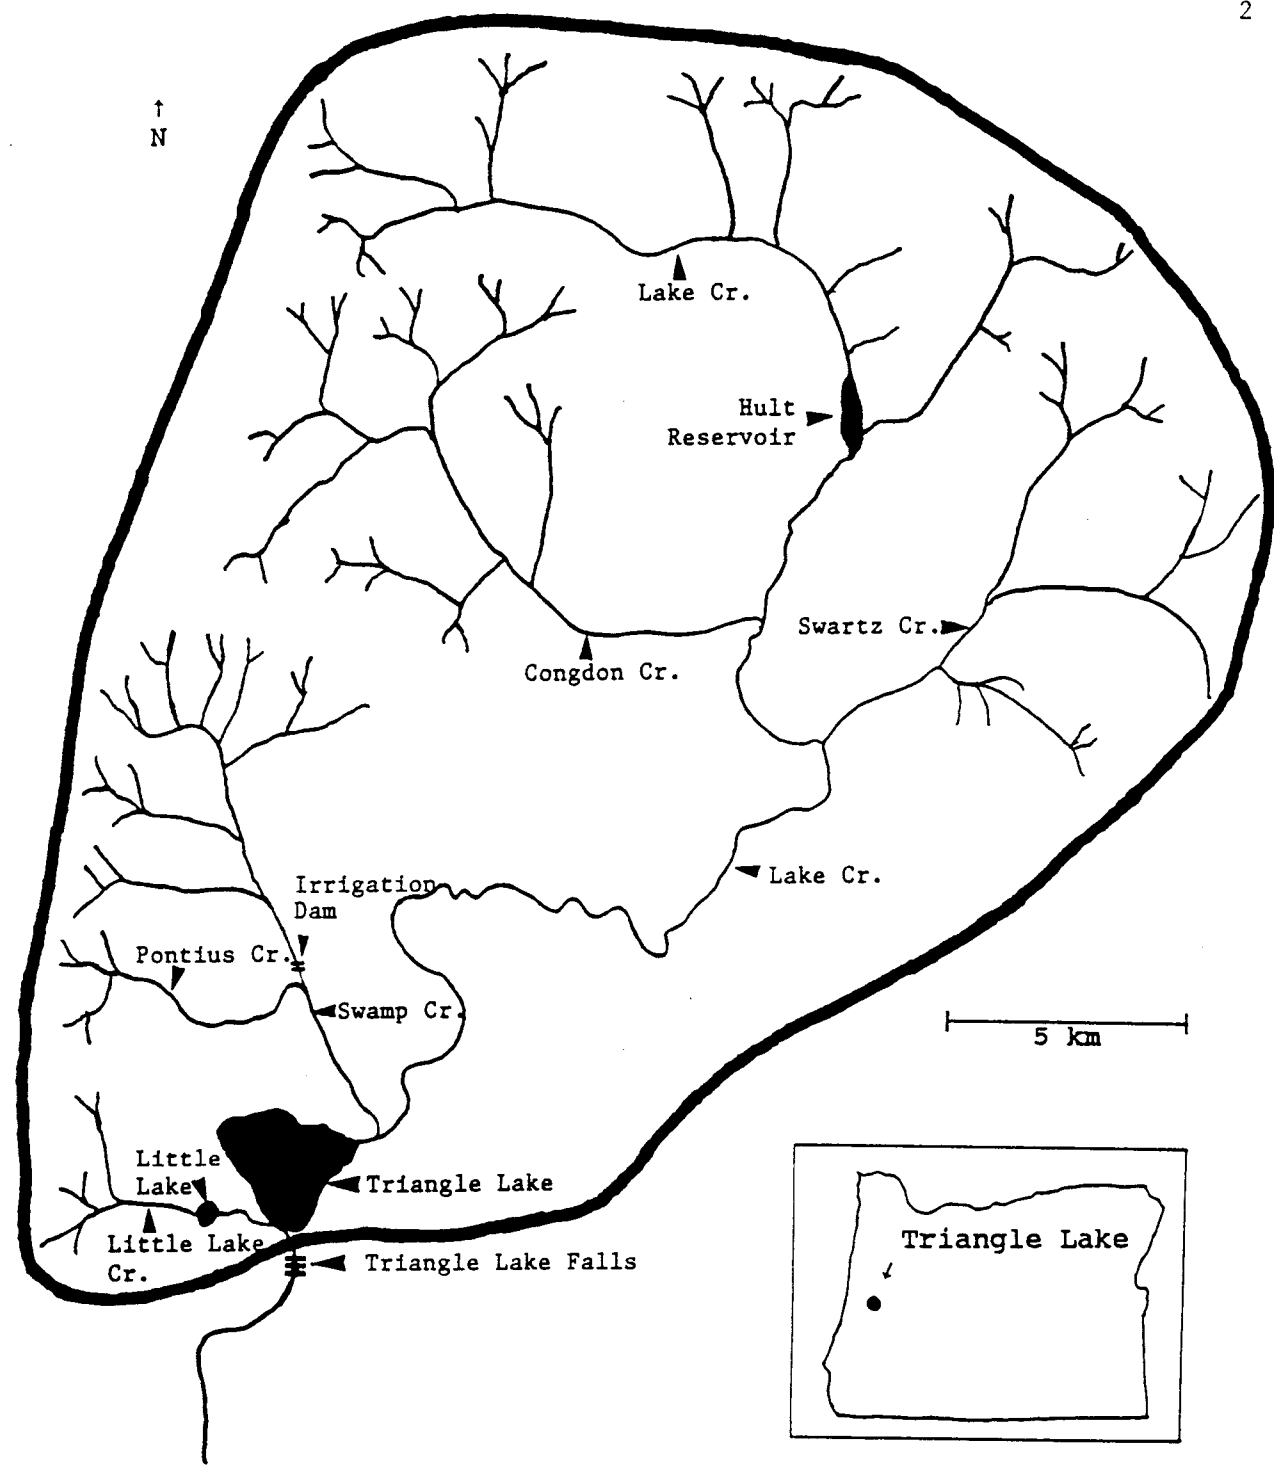 2
↑
N
Lake Cr.
Hult
Reservoir
Swartz Cr.
Congdon Cr.
Lake Cr.
Irrigation
Dam
Pontius Cr.
Swamp Cr.
5 km
Little
Lake
Triangle Lake
Little Lake
Cr.
Triangle Lake Falls
Triangle Lake